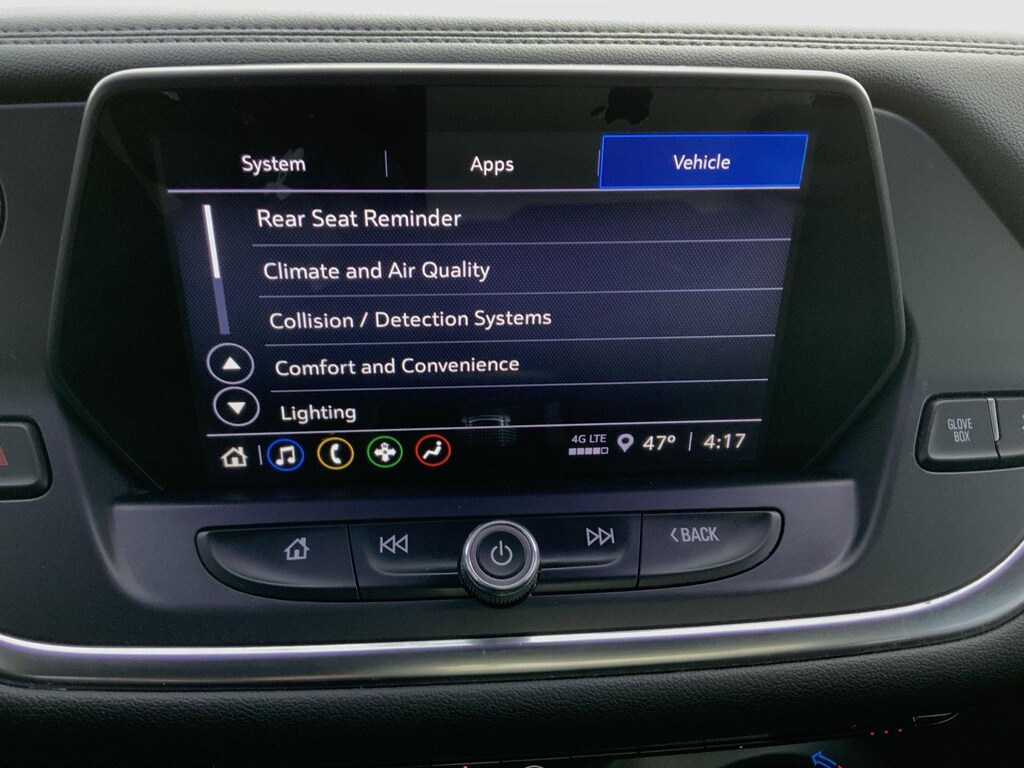 System Apps Vehicle
Rear Seat Reminder
Climate and Air Quality
Collision / Detection Systems
Comfort and Convenience
Lighting
4G LTE 47° 4:17
GLOVE
BOX
<BACK